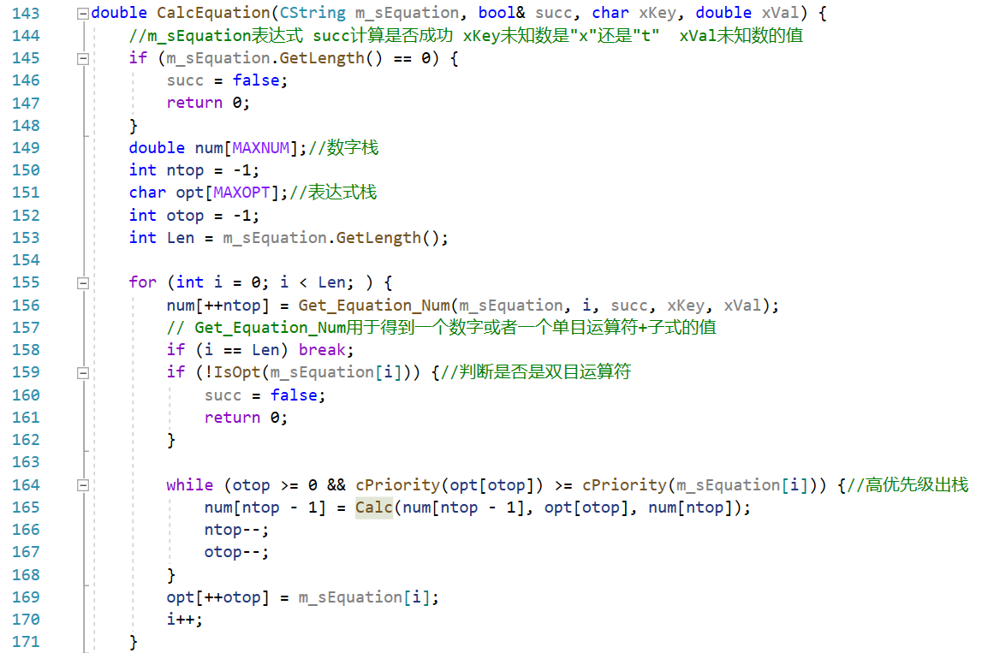 143 double CalcEquation(CString m_sEquation, bool& succ, char xKey, double xVal) {
144     //m_sEquation表达式 succ计算是否成功 xKey未知数是"x"还是"t"  xVal未知数的值
145     if (m_sEquation.GetLength() == 0) {
146         succ = false;
147         return 0;
148     }
149     double num[MAXNUM];//数字栈
150     int ntop = -1;
151     char opt[MAXOPT];//表达式栈
152     int otop = -1;
153     int Len = m_sEquation.GetLength();
154
155     for (int i = 0; i < Len; ) {
156         num[++ntop] = Get_Equation_Num(m_sEquation, i, succ, xKey, xVal);
157         // Get_Equation_Num用于得到一个数字或者一个单目运算符+子式的值
158         if (i == Len) break;
159         if (!IsOpt(m_sEquation[i])) {//判断是否是双目运算符
160             succ = false;
161             return 0;
162         }
163
164         while (otop >= 0 && cPriority(opt[otop]) >= cPriority(m_sEquation[i])) {//高优先级出栈
165             num[ntop - 1] = Calc(num[ntop - 1], opt[otop], num[ntop]);
166             ntop--;
167             otop--;
168         }
169         opt[++otop] = m_sEquation[i];
170         i++;
171     }